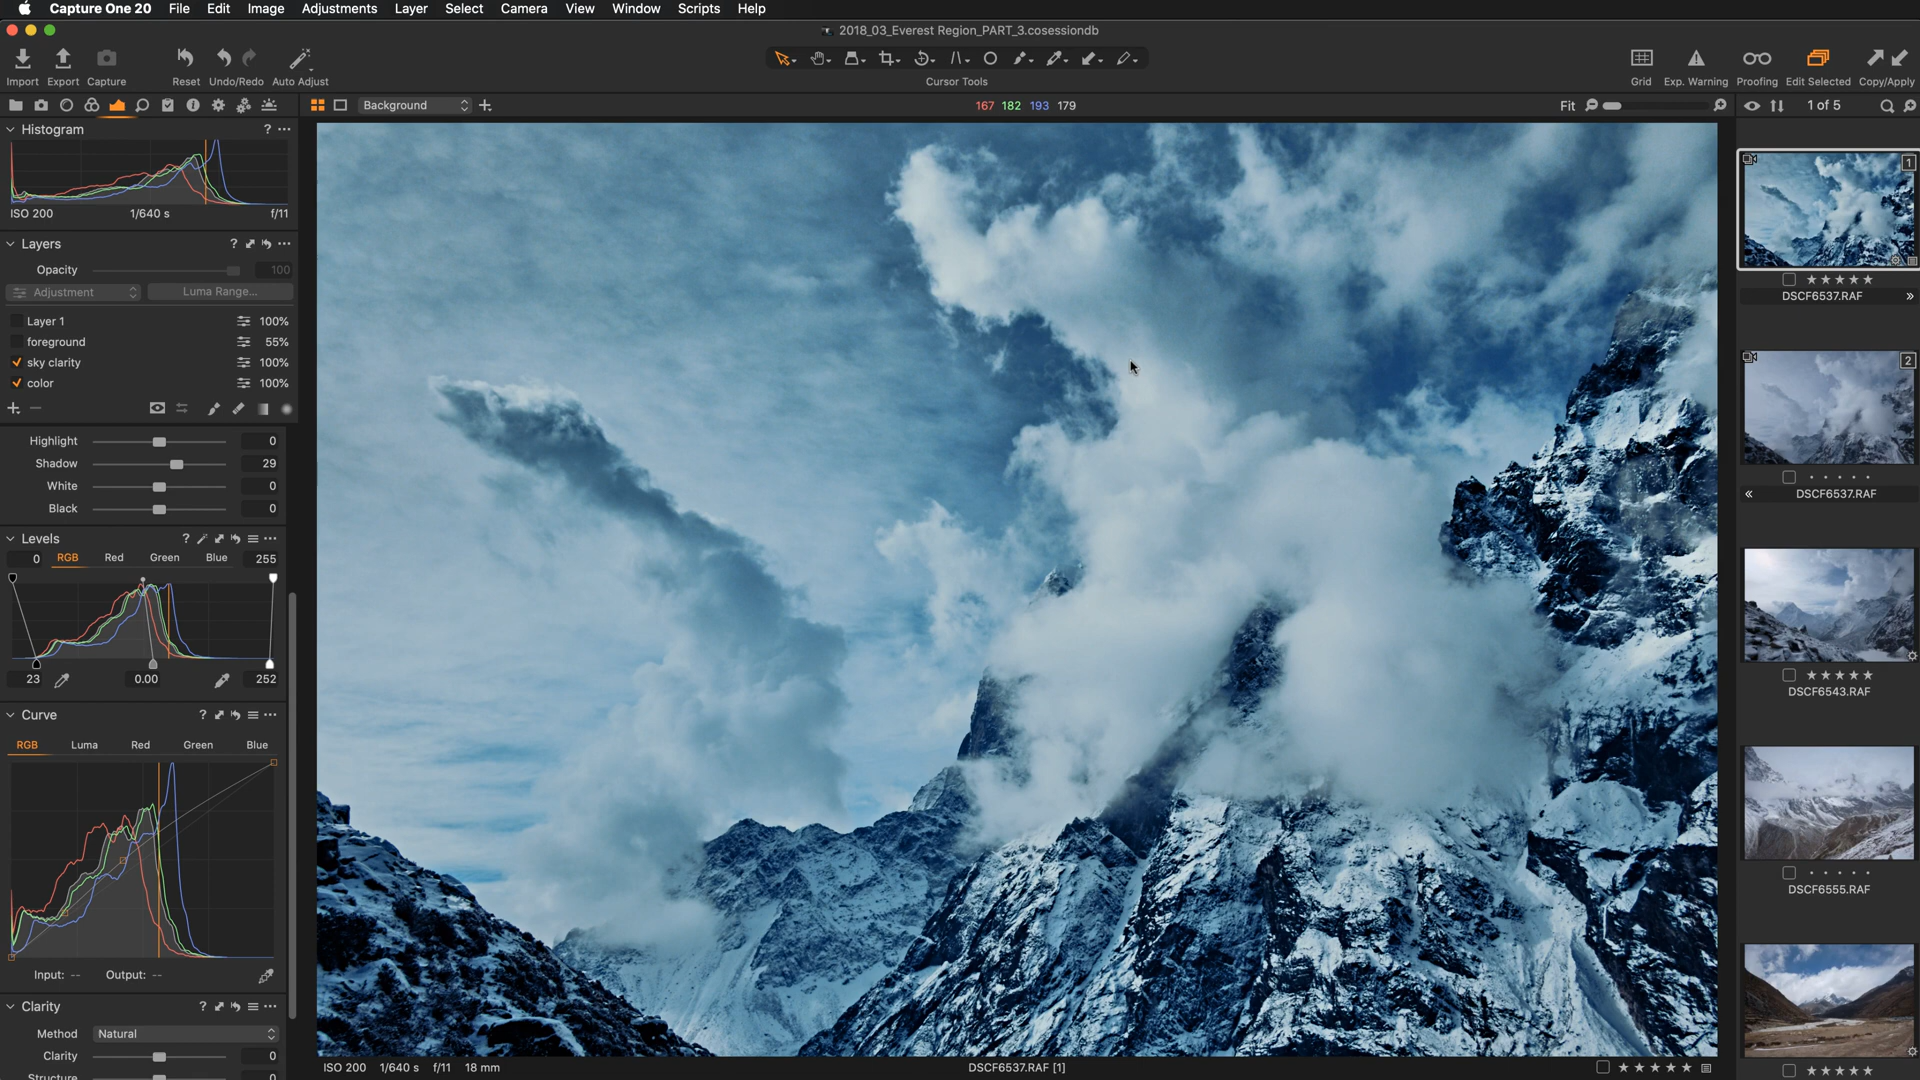 Capture One 20 File Edit Image Adjustments Layer Select Camera View Window Scripts Help
2018_03_Everest Region_PART_3.cosessiondb
Import Export Capture Reset Undo/Redo Auto Adjust Cursor Tools Grid Exp. Warning Proofing Edit Selected Copy/Apply
Background 167 182 193 179 Fit 1 of 5
Histogram
ISO 200 1/640 s f/11
Layers
Opacity 100
Adjustment Luma Range...
Layer 1 100%
foreground 55%
sky clarity 100%
color 100%
Highlight 0
Shadow 29
White 0
Black 0
Levels
0 RGB Red Green Blue 255
23 0.00 252
Curve
RGB Luma Red Green Blue
Input: -- Output: --
Clarity
Method Natural
Clarity 0
Structure 0
1
DSCF6537.RAF
2
DSCF6537.RAF
DSCF6543.RAF
DSCF6555.RAF
ISO 200 1/640 s f/11 18 mm DSCF6537.RAF [1]